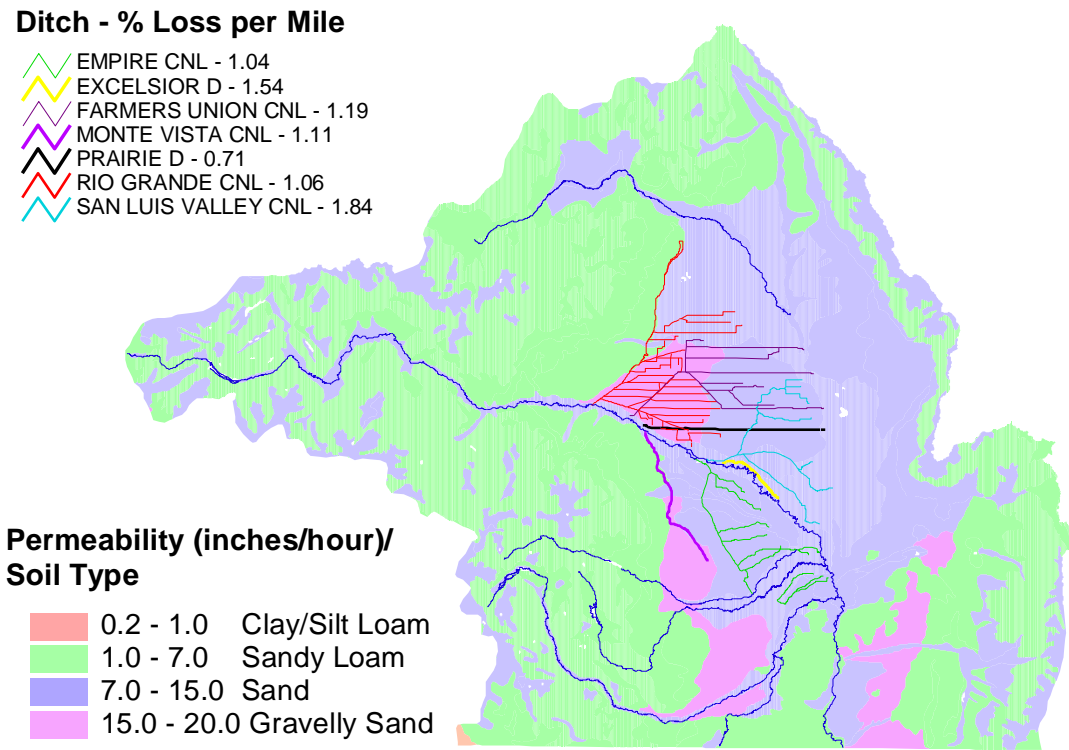 Ditch - % Loss per Mile
EMPIRE CNL - 1.04
EXCELSIOR D - 1.54
FARMERS UNION CNL - 1.19
MONTE VISTA CNL - 1.11
PRAIRIE D - 0.71
RIO GRANDE CNL - 1.06
SAN LUIS VALLEY CNL - 1.84
Permeability (inches/hour)/
Soil Type
0.2 - 1.0 Clay/Silt Loam
1.0 - 7.0 Sandy Loam
7.0 - 15.0 Sand
15.0 - 20.0 Gravelly Sand